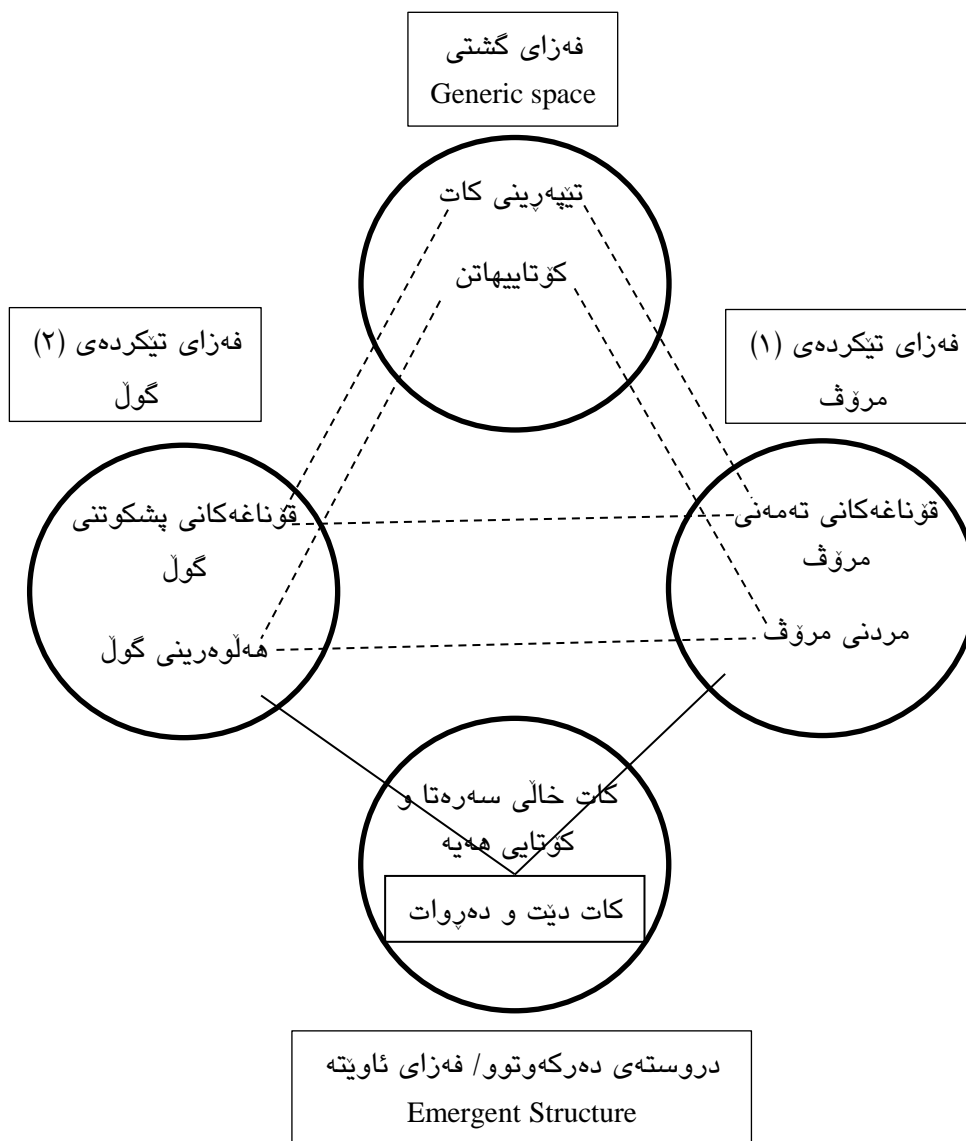 فەزای گشتی
Generic space
تێپەڕینی کات
کۆتاییهاتن
فەزای تێکردەی (١)
مرۆڤ
فەزای تێکردەی (٢)
گوڵ
قۆناغەکانی تەمەنی
مرۆڤ
مردنی مرۆڤ
قۆناغەکانی پشکوتنی
گوڵ
هەڵوەرینی گوڵ
کات خاڵی سەرەتا و
کۆتایی هەیە
کات دێت و دەڕوات
دروستەی دەرکەوتوو/ فەزای ئاوێتە
Emergent Structure